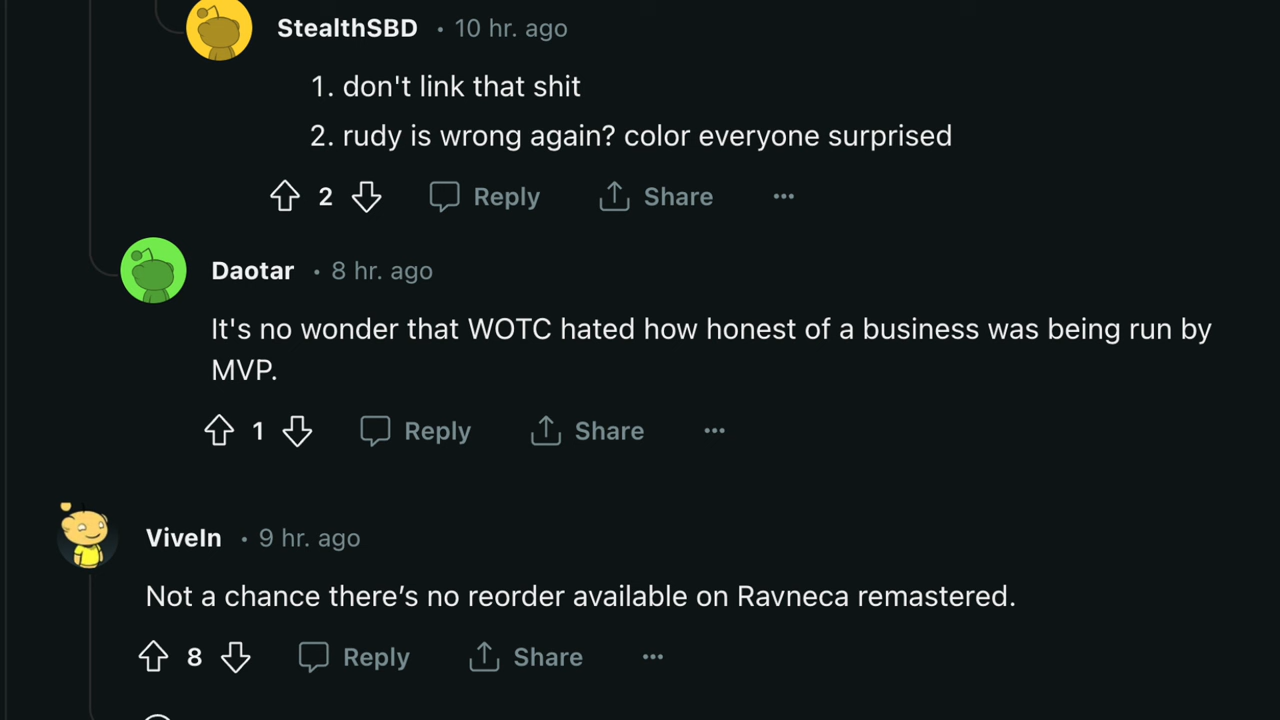 StealthSBD • 10 hr. ago
1. don't link that shit
2. rudy is wrong again? color everyone surprised
2 Reply Share ...
Daotar • 8 hr. ago
It's no wonder that WOTC hated how honest of a business was being run by
MVP.
1 Reply Share ...
ViveIn • 9 hr. ago
Not a chance there’s no reorder available on Ravneca remastered.
8 Reply Share ...